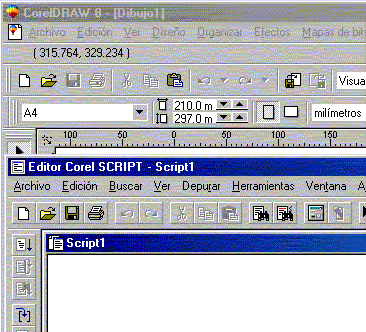 CorelDRAW 8 - [Dibujo1]
Archivo Edición Ver Diseño Organizar Efectos Mapas de bits
( 315.764, 329.234 )
Visua
A4 210.0 m
297.0 m milímetros
100 50 0 50 100 150
Editor Corel SCRIPT - Script1
Archivo Edición Buscar Ver Depurar Herramientas Ventana A
Script1